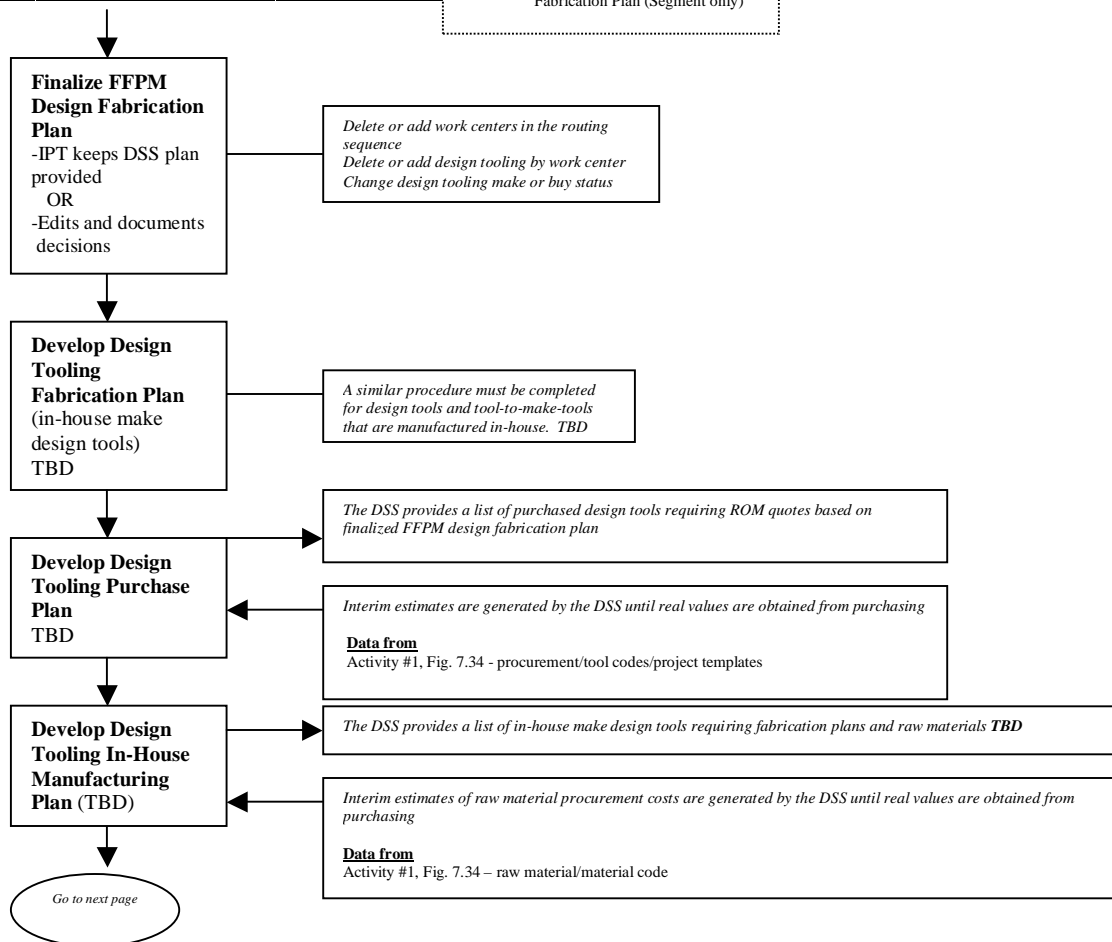 Fabrication Plan (Segment only)
Finalize FFPM
Design Fabrication
Plan
-IPT keeps DSS plan
provided
OR
-Edits and documents
decisions
Delete or add work centers in the routing
sequence
Delete or add design tooling by work center
Change design tooling make or buy status
Develop Design
Tooling
Fabrication Plan
(in-house make
design tools)
TBD
A similar procedure must be completed
for design tools and tool-to-make-tools
that are manufactured in-house. TBD
Develop Design
Tooling Purchase
Plan
TBD
The DSS provides a list of purchased design tools requiring ROM quotes based on
finalized FFPM design fabrication plan
Interim estimates are generated by the DSS until real values are obtained from purchasing
Data from
Activity #1, Fig. 7.34 - procurement/tool codes/project templates
Develop Design
Tooling In-House
Manufacturing
Plan (TBD)
The DSS provides a list of in-house make design tools requiring fabrication plans and raw materials TBD
Interim estimates of raw material procurement costs are generated by the DSS until real values are obtained from
purchasing
Data from
Activity #1, Fig. 7.34 – raw material/material code
Go to next page